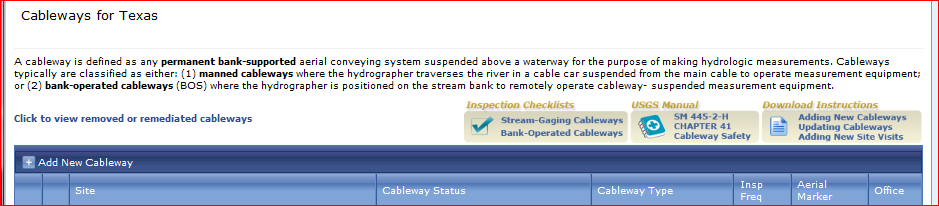 Cableways for Texas
A cableway is defined as any permanent bank-supported aerial conveying system suspended above a waterway for the purpose of making hydrologic measurements. Cableways
typically are classified as either: (1) manned cableways where the hydrographer traverses the river in a cable car suspended from the main cable to operate measurement equipment;
or (2) bank-operated cableways (BOS) where the hydrographer is positioned on the stream bank to remotely operate cableway- suspended measurement equipment.
Click to view removed or remediated cableways
Inspection Checklists
Stream-Gaging Cableways
Bank-Operated Cableways
USGS Manual
SM 445-2-H
CHAPTER 41
Cableway Safety
Download Instructions
Adding New Cableways
Updating Cableways
Adding New Site Visits
Add New Cableway
Site
Cableway Status
Cableway Type
Insp
Freq
Aerial
Marker
Office